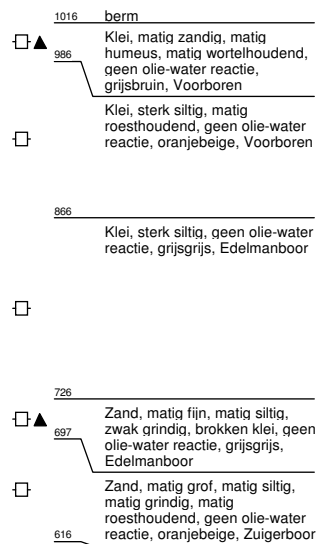 1016 berm
Klei, matig zandig, matig
humeus, matig wortelhoudend,
986
geen olie-water reactie,
grijsbruin, Voorboren
Klei, sterk siltig, matig
roesthoudend, geen olie-water
reactie, oranjebeige, Voorboren
866
Klei, sterk siltig, geen olie-water
reactie, grijsgrijs, Edelmanboor
726
Zand, matig fijn, matig siltig,
zwak grindig, brokken klei, geen
697
olie-water reactie, grijsgrijs,
Edelmanboor
Zand, matig grof, matig siltig,
matig grindig, matig
roesthoudend, geen olie-water
616 reactie, oranjebeige, Zuigerboor